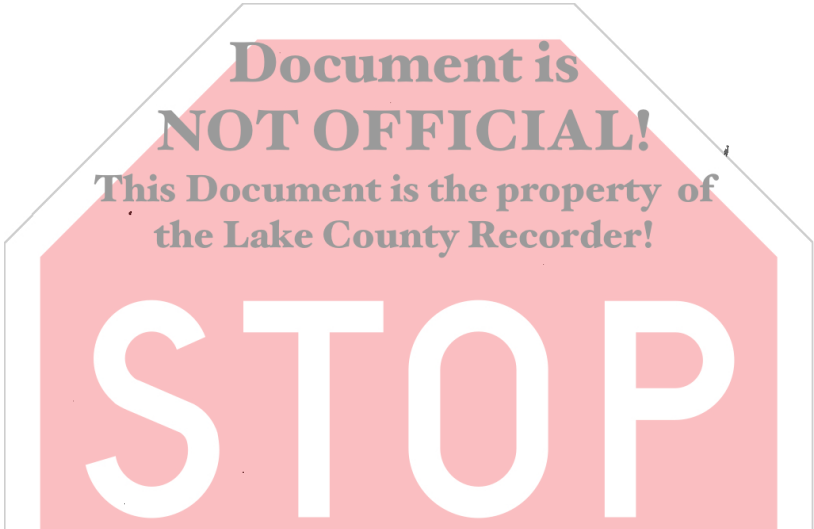 Document is
NOT OFFICIAL!
This Document is the property of
the Lake County Recorder!
STOP